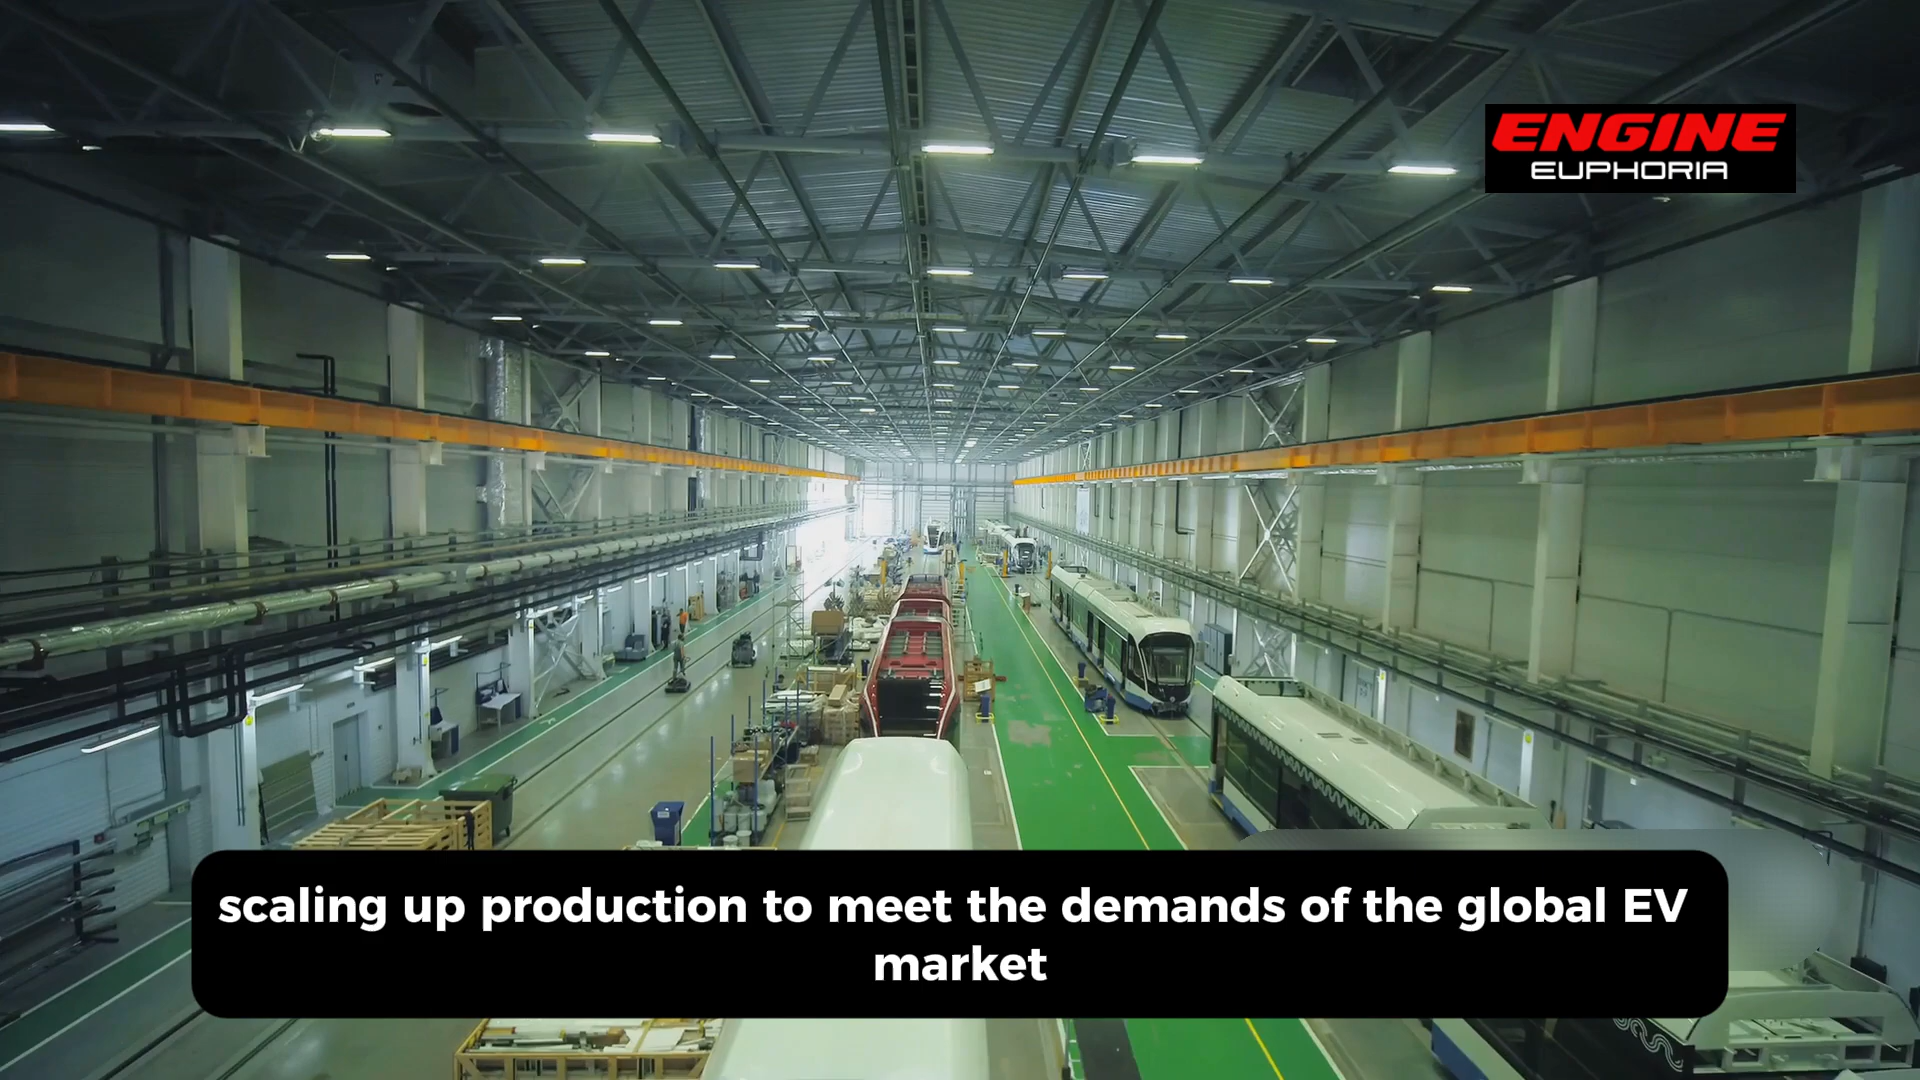 ENGINE
EUPHORIA
scaling up production to meet the demands of the global EV
market